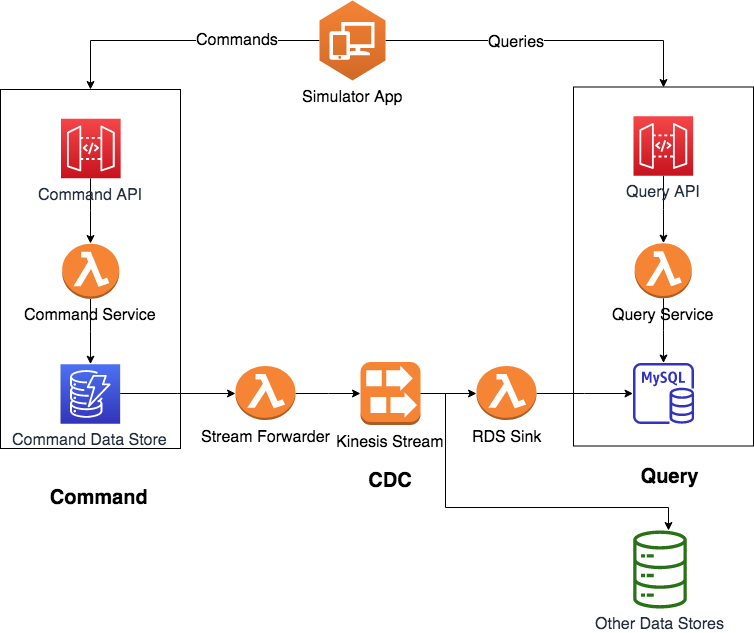 Commands
Queries
Simulator App
Command API
Query API
Command Service
Query Service
MySQL
Command Data Store
Stream Forwarder
Kinesis Stream
RDS Sink
Command
CDC
Query
Other Data Stores